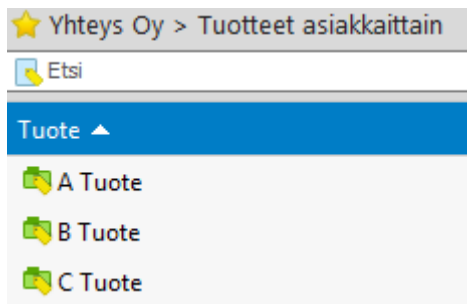 Yhteys Oy > Tuotteet asiakkaittain
Etsi
Tuote
A Tuote
B Tuote
C Tuote